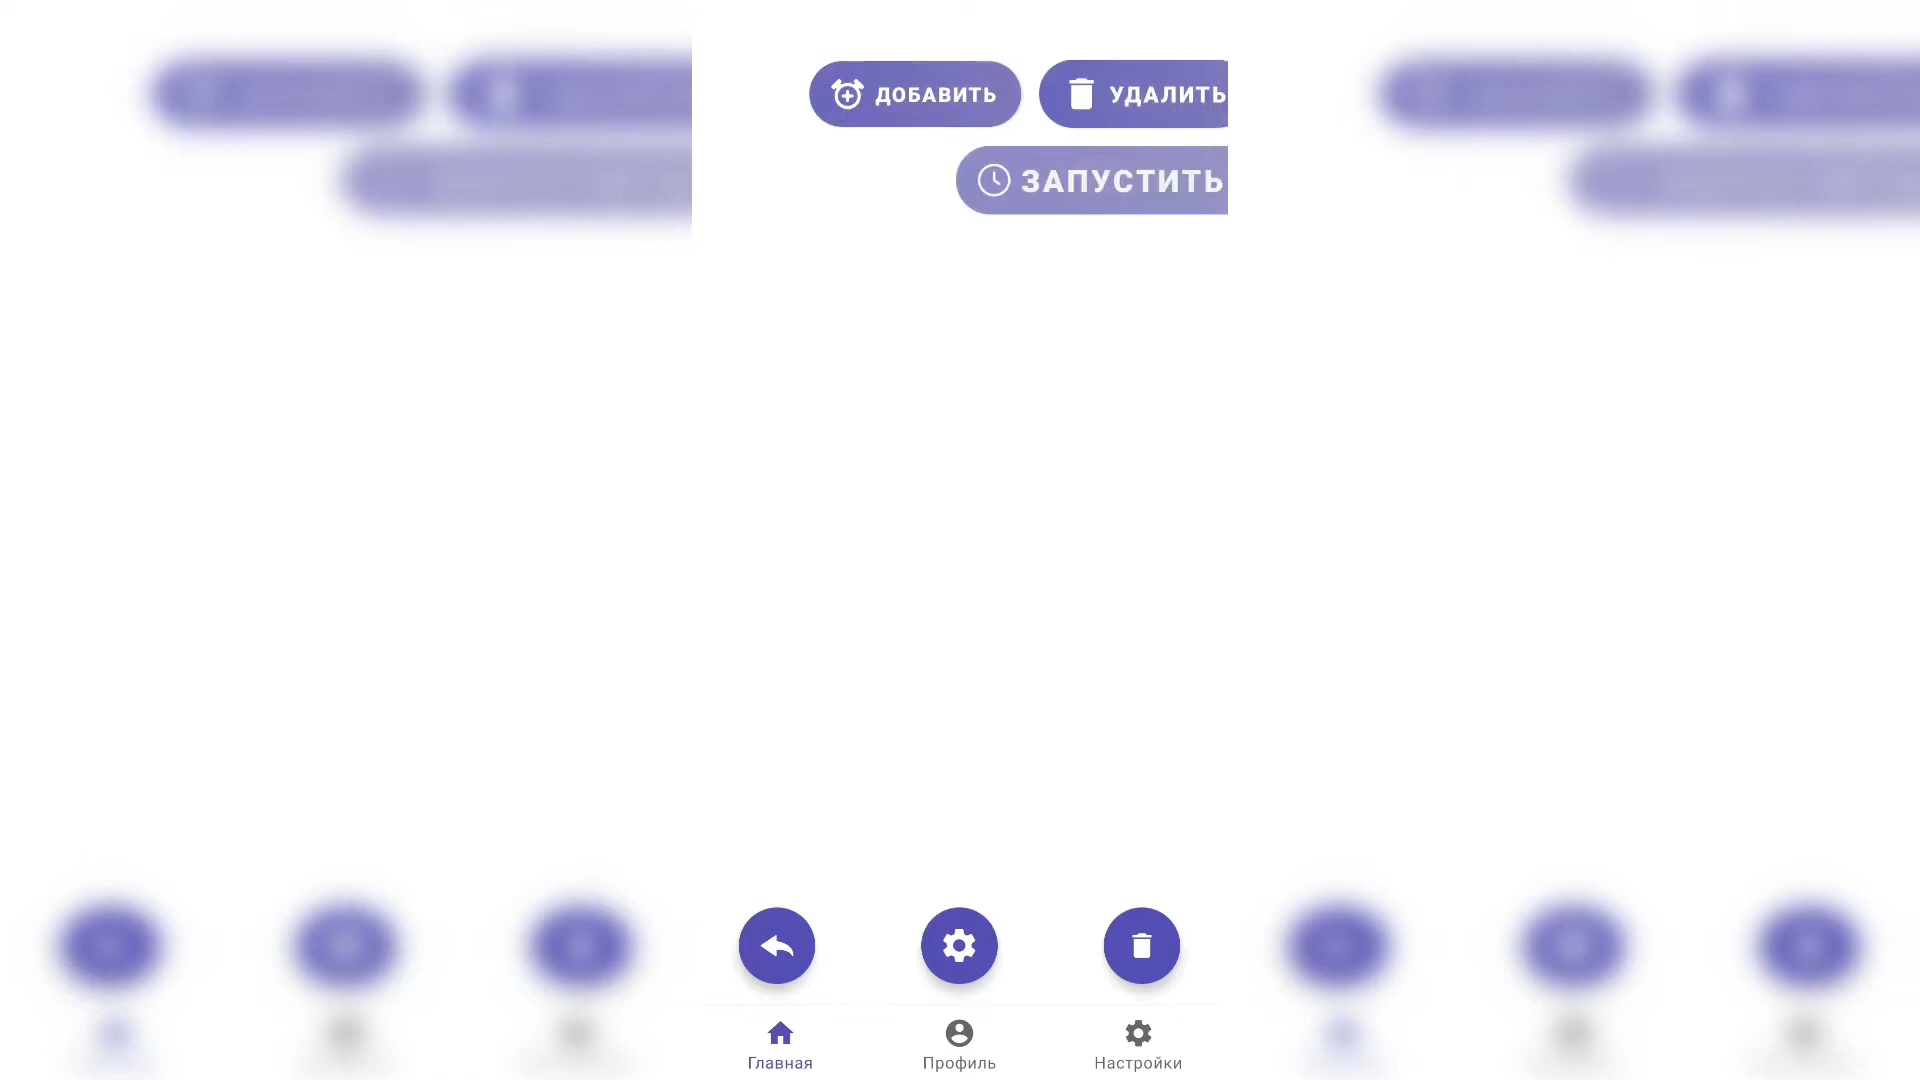 ДОБАВИТЬ УДАЛИТЬ
ЗАПУСТИТЬ
Главная Профиль Настройки